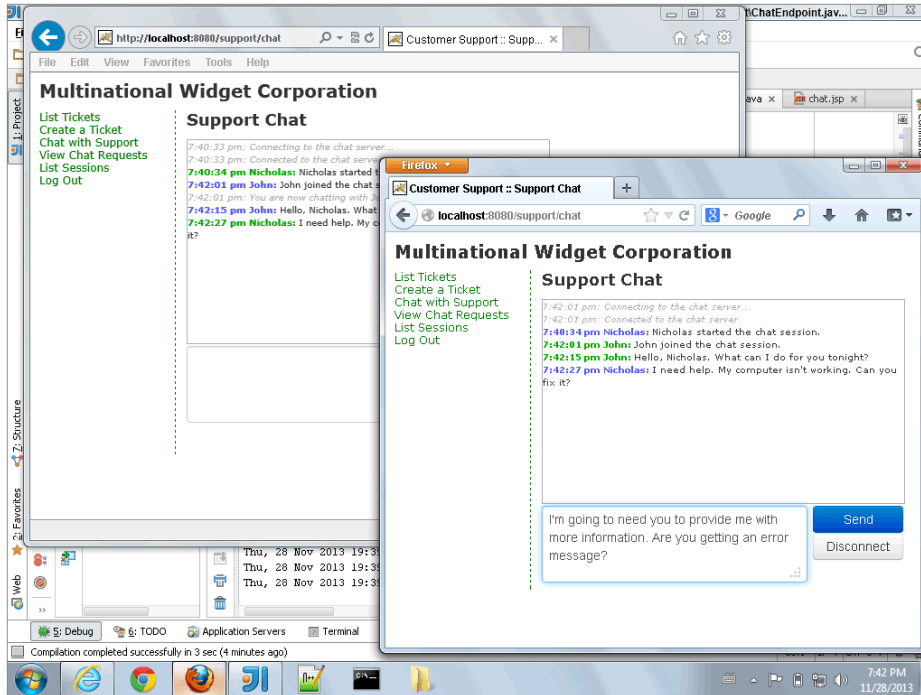 t\ChatEndpoint.jav...
http://localhost:8080/support/chat
Customer Support :: Supp...
File Edit View Favorites Tools Help
ava
chat.jsp
1: Project
Multinational Widget Corporation
List Tickets
Create a Ticket
Chat with Support
View Chat Requests
List Sessions
Log Out
Support Chat
7:40:33 pm: Connecting to the chat server...
7:40:33 pm: Connected to the chat serve
7:40:34 pm Nicholas: Nicholas started t
7:42:01 pm John: John joined the chat s
7:42:01 pm: You are now chatting with Jo
7:42:15 pm John: Hello, Nicholas. What
7:42:27 pm Nicholas: I need help. My co
it?
Firefox
Customer Support :: Support Chat
localhost:8080/support/chat
Google
Multinational Widget Corporation
List Tickets
Create a Ticket
Chat with Support
View Chat Requests
List Sessions
Log Out
Support Chat
7:42:01 pm: Connecting to the chat server...
7:42:01 pm: Connected to the chat server.
7:40:34 pm Nicholas: Nicholas started the chat session.
7:42:01 pm John: John joined the chat session.
7:42:15 pm John: Hello, Nicholas. What can I do for you tonight?
7:42:27 pm Nicholas: I need help. My computer isn't working. Can you
fix it?
I'm going to need you to provide me with
more information. Are you getting an error
message?
Send
Disconnect
Z: Structure
2: Favorites
Web
Thu, 28 Nov 2013 19:39
Thu, 28 Nov 2013 19:39
Thu, 28 Nov 2013 19:39
5: Debug
6: TODO
Application Servers
Terminal
Compilation completed successfully in 3 sec (4 minutes ago)
7:42 PM
11/28/2013